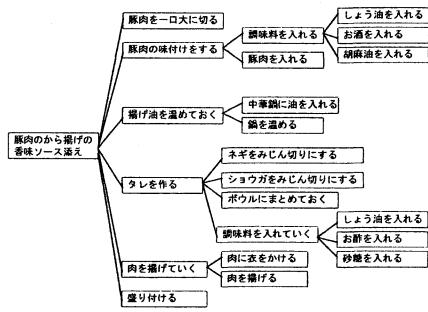 豚肉のから揚げの
香味ソース添え
豚肉を一口大に切る
豚肉の味付けをする
調味料を入れる
しょう油を入れる
お酒を入れる
胡麻油を入れる
豚肉を入れる
揚げ油を温めておく
中華鍋に油を入れる
鍋を温める
タレを作る
ネギをみじん切りにする
ショウガをみじん切りにする
ボウルにまとめておく
調味料を入れていく
しょう油を入れる
お酢を入れる
砂糖を入れる
肉を揚げていく
肉に衣をかける
肉を揚げる
盛り付ける